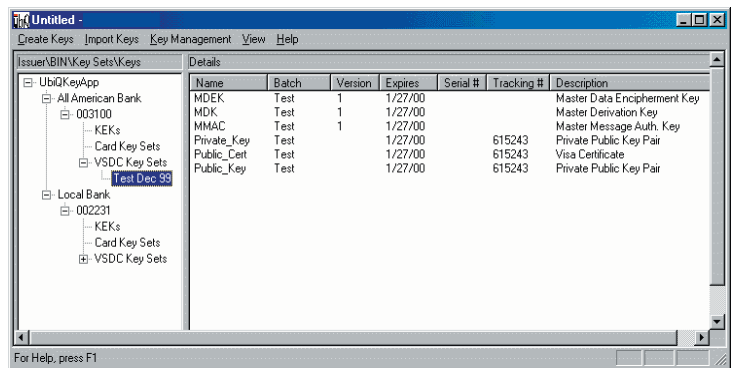 Untitled -
Create Keys Import Keys Key Management View Help
Issuer\BIN\Key Sets\Keys
Details
UbiQKeyApp
All American Bank
003100
KEKs
Card Key Sets
VSDC Key Sets
Test Dec 99
Local Bank
002231
KEKs
Card Key Sets
VSDC Key Sets
Name Batch Version Expires Serial # Tracking # Description
MDEK Test 1 1/27/00 Master Data Encipherment Key
MDK Test 1 1/27/00 Master Derivation Key
MMAC Test 1 1/27/00 Master Message Auth. Key
Private_Key Test 1/27/00 615243 Private Public Key Pair
Public_Cert Test 1/27/00 615243 Visa Certificate
Public_Key Test 1/27/00 615243 Private Public Key Pair
For Help, press F1